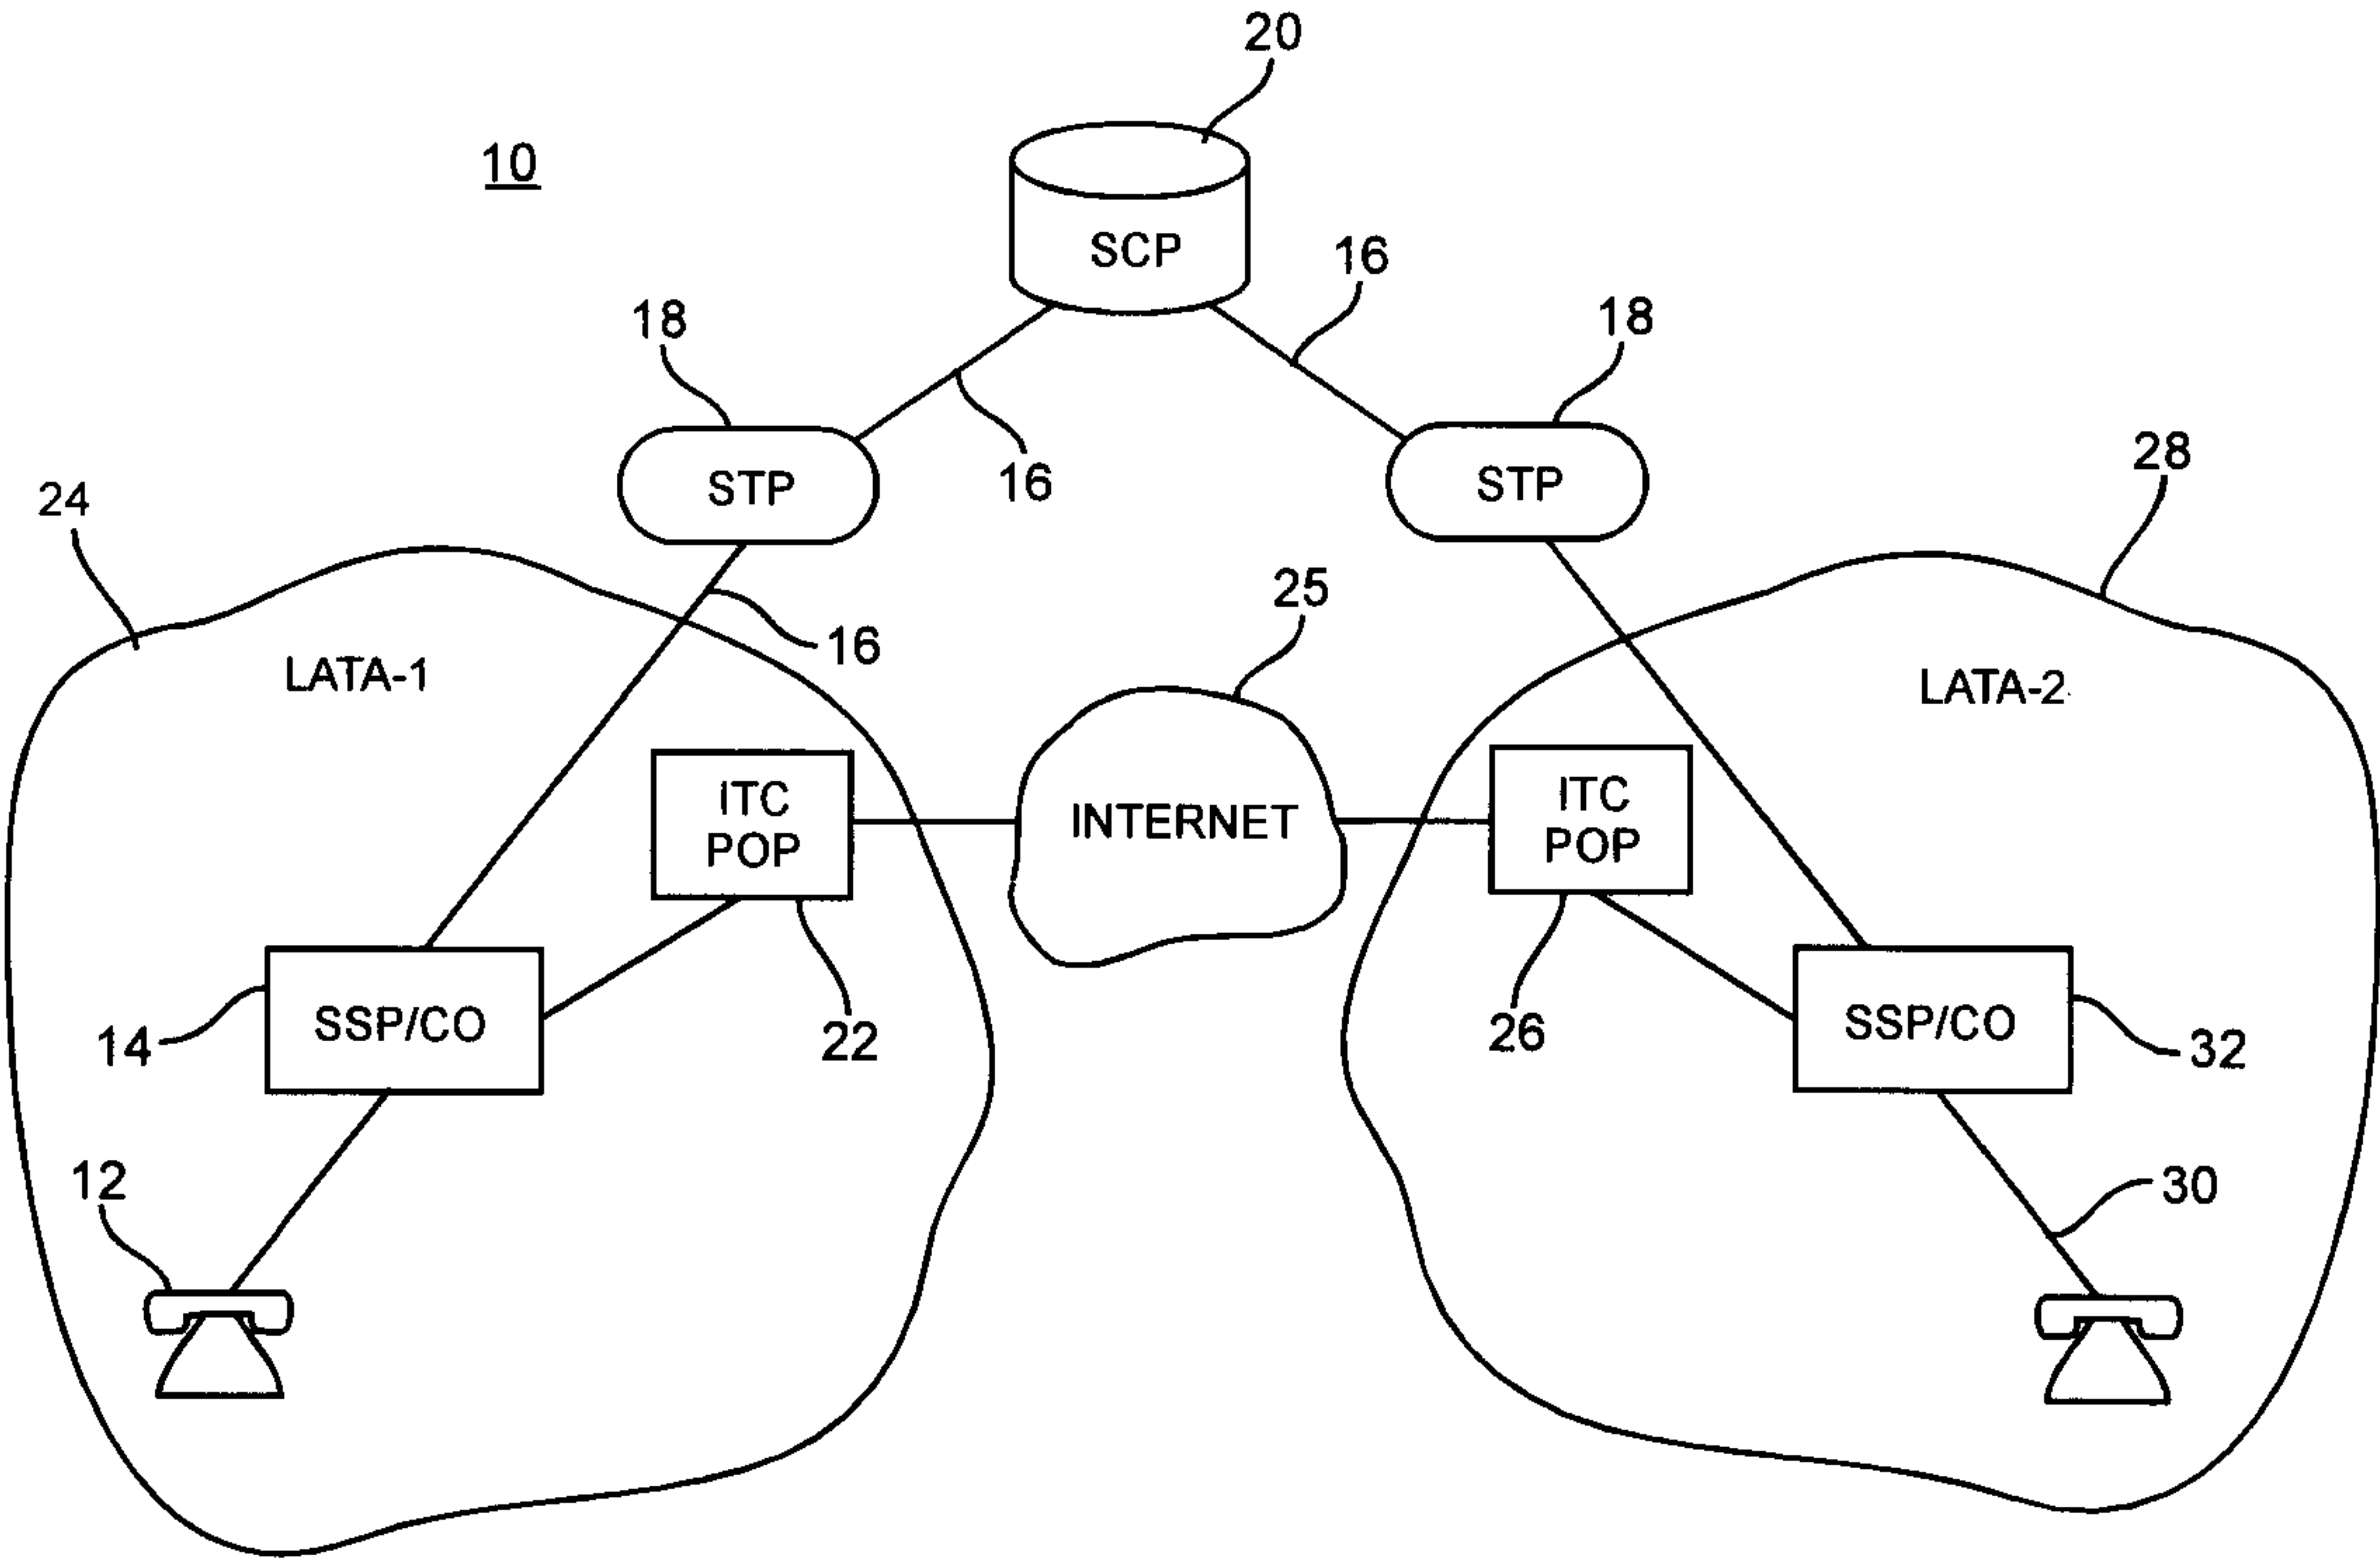 20
10
SCP
16
18
18
STP
16
STP
28
24
25
16
LATA-1
LATA-2
ITC
POP
INTERNET
ITC
POP
SSP/CO
14
22
26
SSP/CO
32
12
30